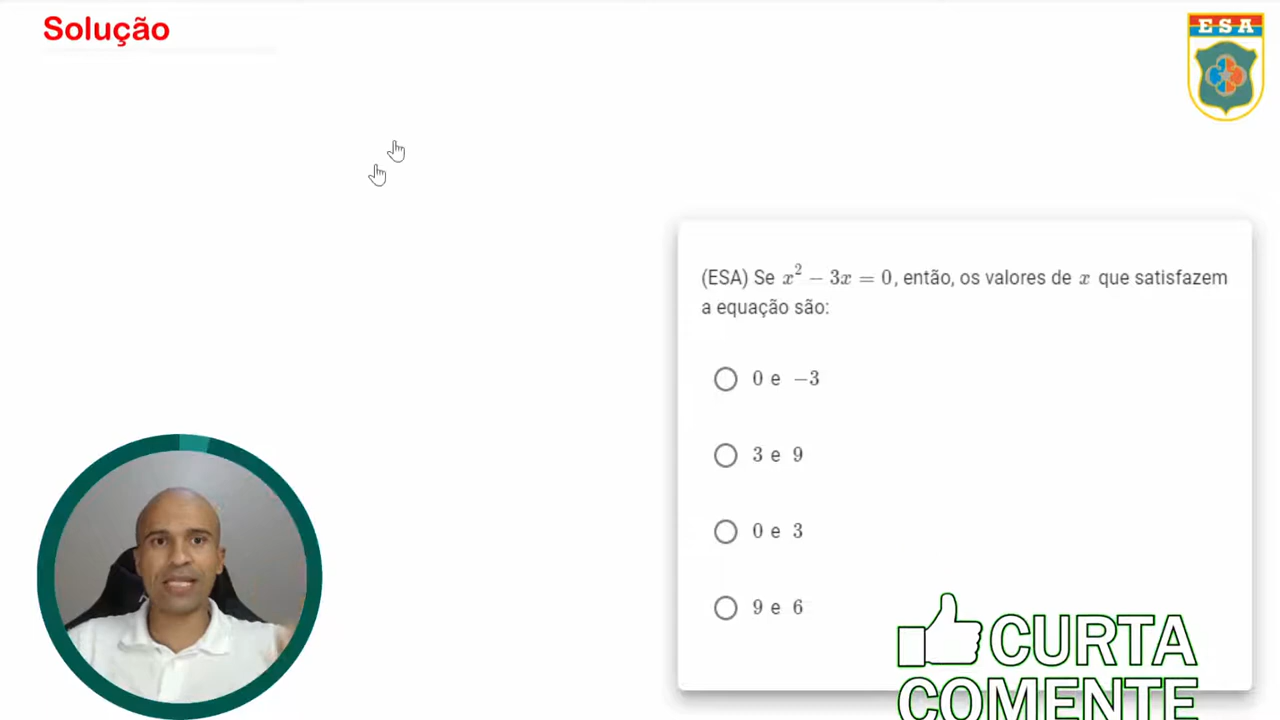 Solução
ESA
(ESA) Se x² − 3x = 0, então, os valores de x que satisfazem
a equação são:
0 e −3
3 e 9
0 e 3
9 e 6
CURTA
COMENTE